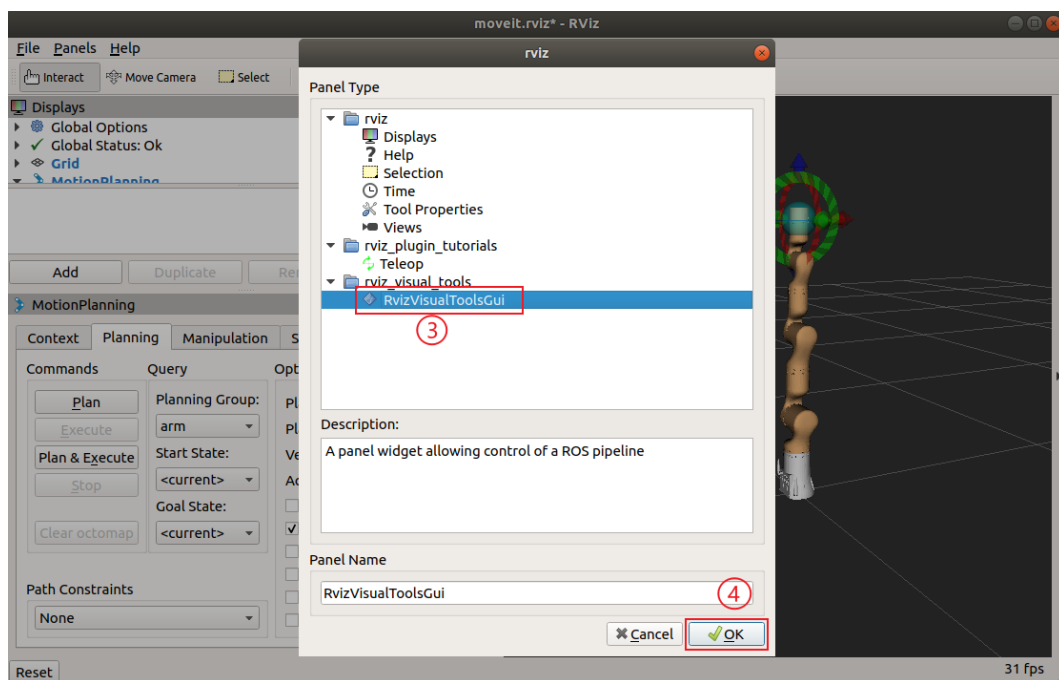 moveit.rviz* - RViz
File Panels Help
Interact Move Camera Select
Displays
Global Options
Global Status: Ok
Grid
MotionPlanning
Add Duplicate
MotionPlanning
Context Planning Manipulation
Commands Query
Plan Planning Group:
Execute arm
Plan & Execute Start State:
Stop <current>
Goal State:
Clear octomap <current>
Path Constraints
None
Reset
31 fps
rviz
Panel Type
rviz
Displays
Help
Selection
Time
Tool Properties
Views
rviz_plugin_tutorials
Teleop
rviz_visual_tools
RvizVisualToolsGui
3
Description:
A panel widget allowing control of a ROS pipeline
Panel Name
RvizVisualToolsGui
4
Cancel OK